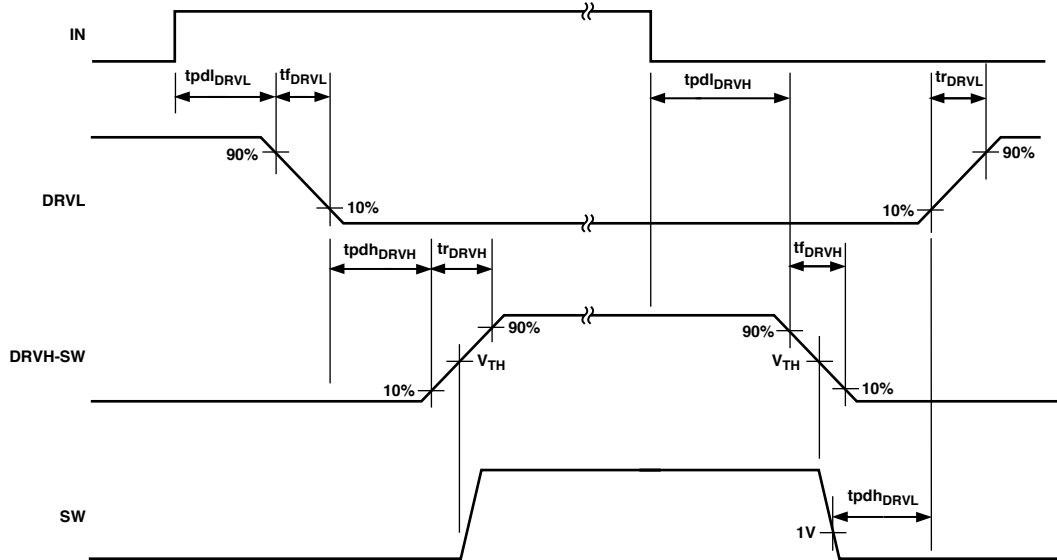 IN
tpdlDRVL
tfDRVL
tpdlDRVH
trDRVL
90%
90%
DRVL
10%
10%
tpdhDRVH
trDRVH
tfDRVH
90%
90%
DRVH-SW
VTH
VTH
10%
10%
tpdhDRVL
SW
1V